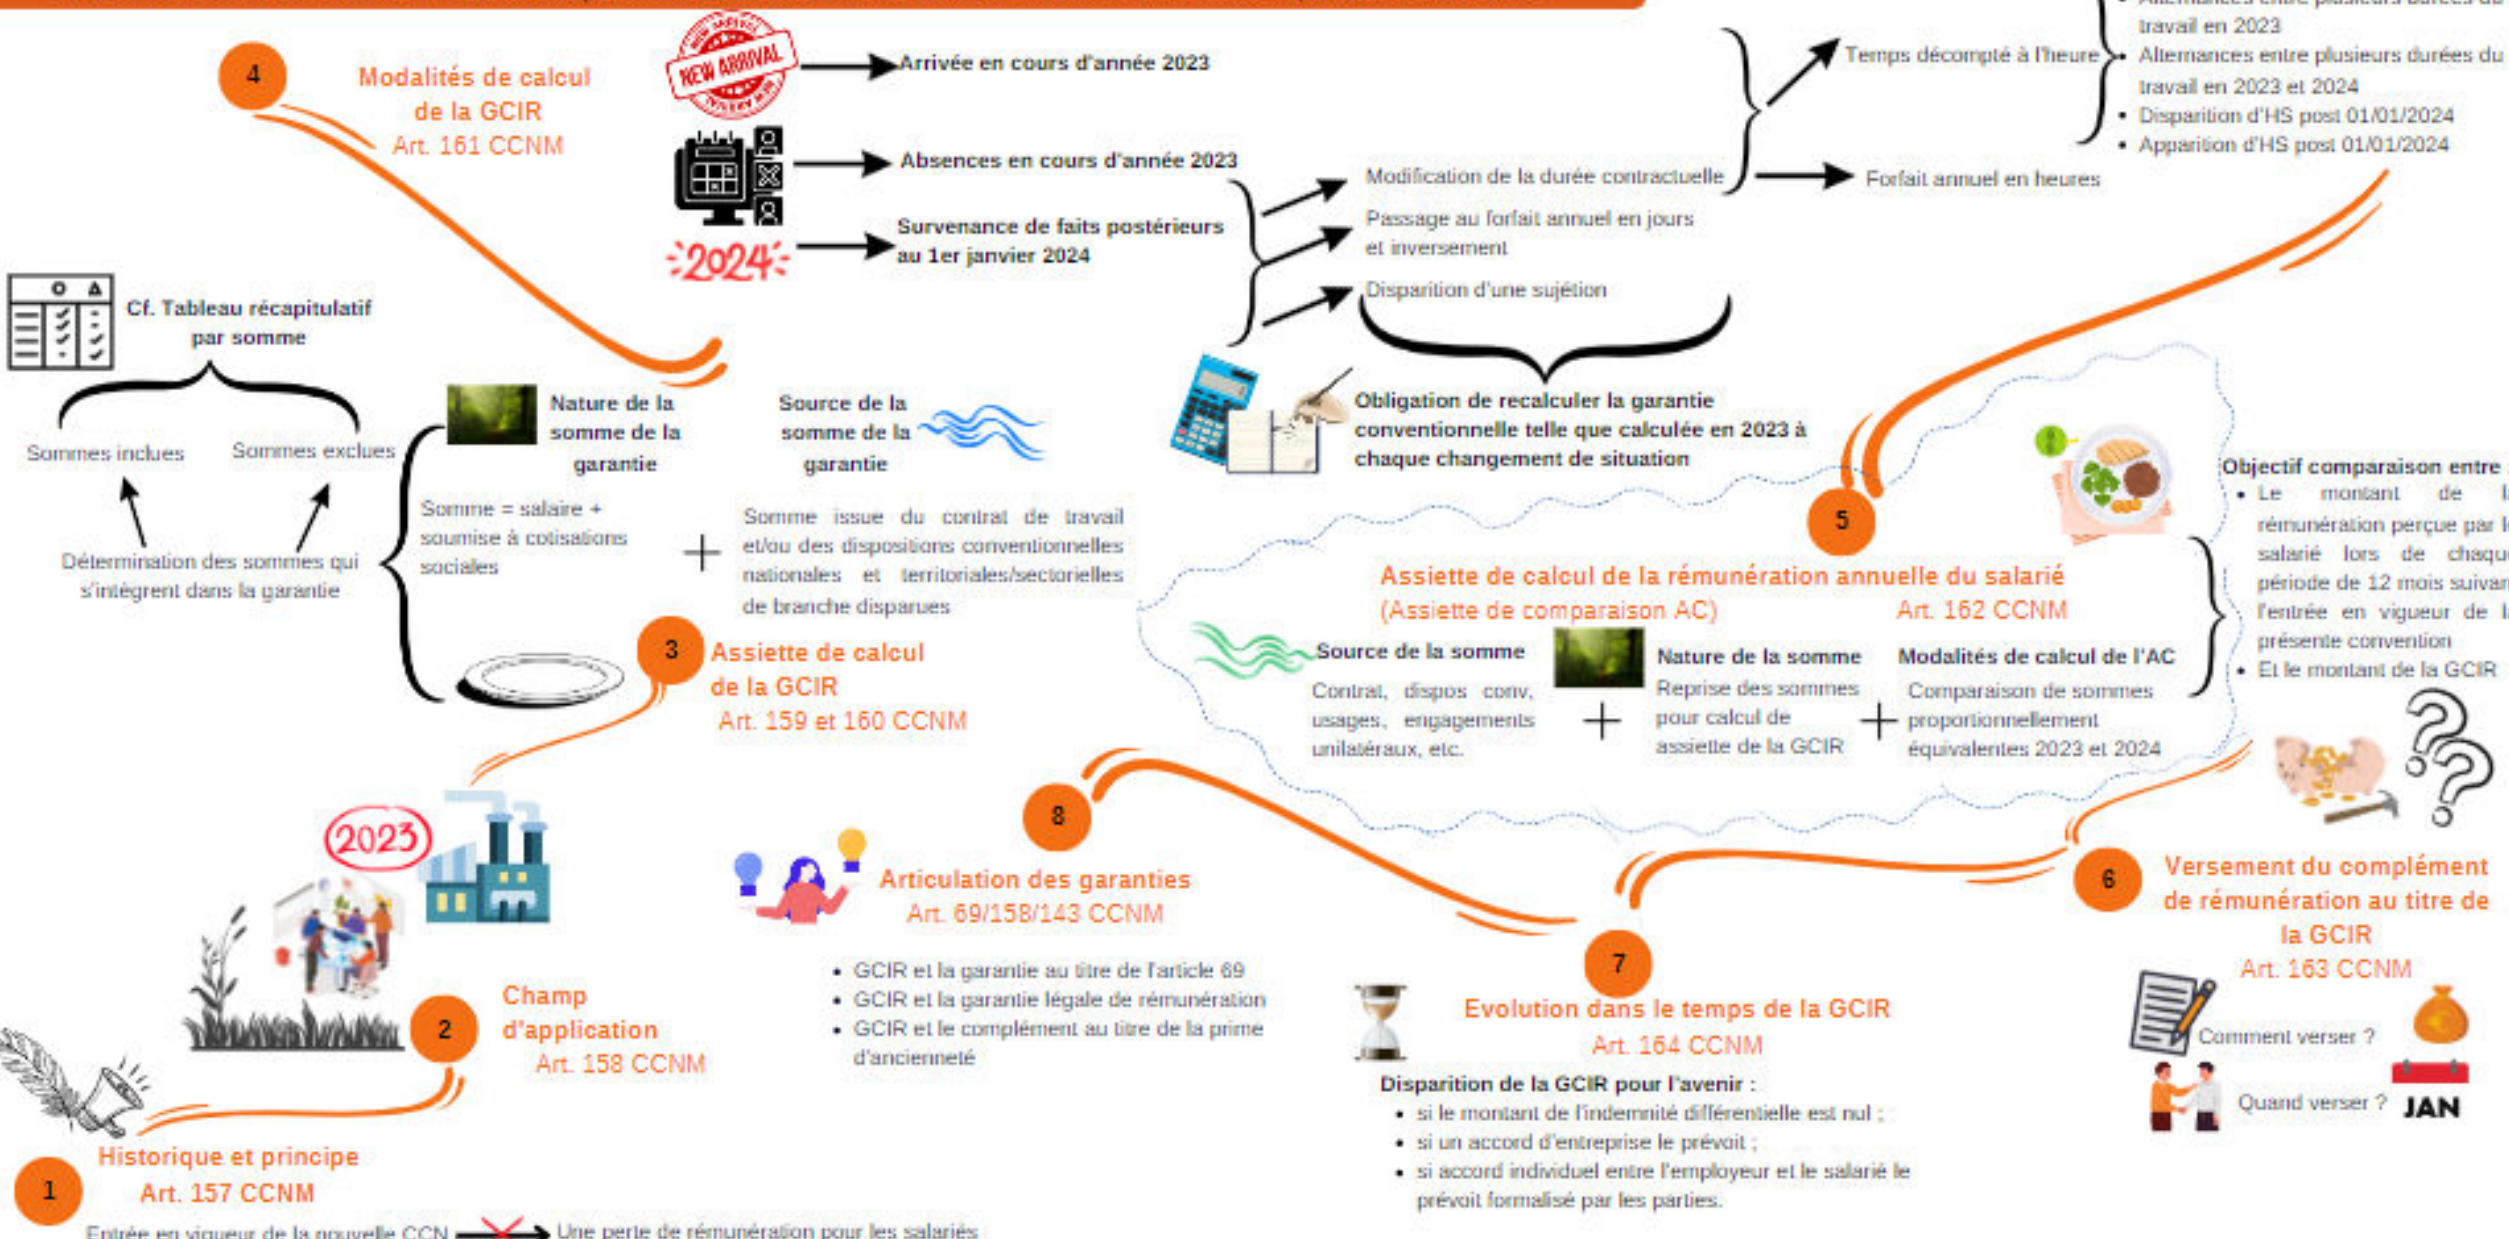 4
Modalités de calcul
de la GCIR
Art. 161 CCNM
NEW ARRIVAL
Arrivée en cours d'année 2023
Absences en cours d'année 2023
2024
Survenance de faits postérieurs
au 1er janvier 2024
Modification de la durée contractuelle
Passage au forfait annuel en jours
et inversement
Disparition d'une sujétion
Temps décompté à l'heure
Forfait annuel en heures
travail en 2023
• Alternances entre plusieurs durées du
travail en 2023 et 2024
• Disparition d'HS post 01/01/2024
• Apparition d'HS post 01/01/2024
Obligation de recalculer la garantie
conventionnelle telle que calculée en 2023 à
chaque changement de situation
Cf. Tableau récapitulatif
par somme
Sommes inclues
Sommes exclues
Détermination des sommes qui
s'intègrent dans la garantie
Nature de la
somme de la
garantie
Somme = salaire +
soumise à cotisations
sociales
+
Source de la
somme de la
garantie
Somme issue du contrat de travail
et/ou des dispositions conventionnelles
nationales et territoriales/sectorielles
de branche disparues
3
Assiette de calcul
de la GCIR
Art. 159 et 160 CCNM
5
Assiette de calcul de la rémunération annuelle du salarié
(Assiette de comparaison AC) Art. 162 CCNM
Source de la somme
Contrat, dispos conv,
usages, engagements
unilatéraux, etc.
+
Nature de la somme
Reprise des sommes
pour calcul de
assiette de la GCIR
+
Modalités de calcul de l'AC
Comparaison de sommes
proportionnellement
équivalentes 2023 et 2024
Objectif comparaison entre
• Le montant de
rémunération perçue par
salarié lors de
période de 12 mois
l'entrée en vigueur de
présente convention
• Et le montant de la GCIR
6
Versement du complément
de rémunération au titre de
la GCIR
Art. 163 CCNM
Comment verser ?
Quand verser ?
JAN
7
Evolution dans le temps de la GCIR
Art. 164 CCNM
Disparition de la GCIR pour l'avenir :
• si le montant de l'indemnité différentielle est nul ;
• si un accord d'entreprise le prévoit ;
• si accord individuel entre l'employeur et le salarié le
prévoit formalisé par les parties.
8
Articulation des garanties
Art. 69/158/143 CCNM
• GCIR et la garantie au titre de l'article 69
• GCIR et la garantie légale de rémunération
• GCIR et le complément au titre de la prime
d'ancienneté
2023
2
Champ
d'application
Art. 158 CCNM
1
Historique et principe
Art. 157 CCNM
Entrée en vigueur de la nouvelle CCN
Une perte de rémunération pour les salariés